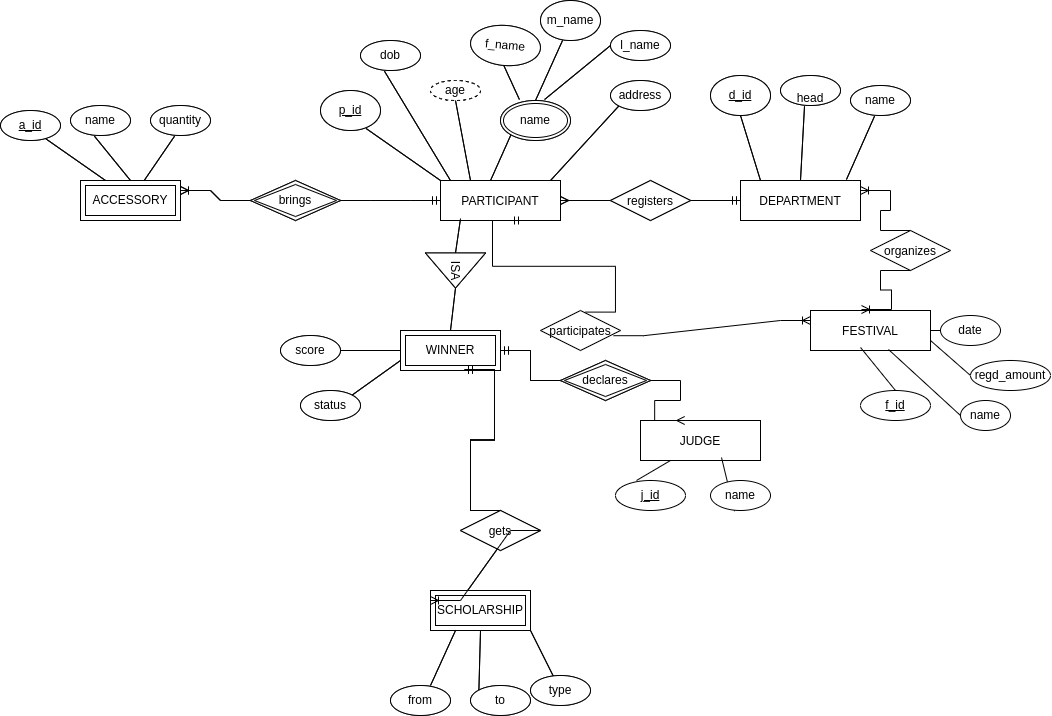 m_name
f_name
l_name
dob
age
address
p_id
name
d_id
head
name
a_id
name
quantity
ACCESSORY
brings
PARTICIPANT
registers
DEPARTMENT
organizes
ISA
participates
FESTIVAL
date
WINNER
score
declares
regd_amount
status
f_id
name
JUDGE
j_id
name
gets
SCHOLARSHIP
from
to
type